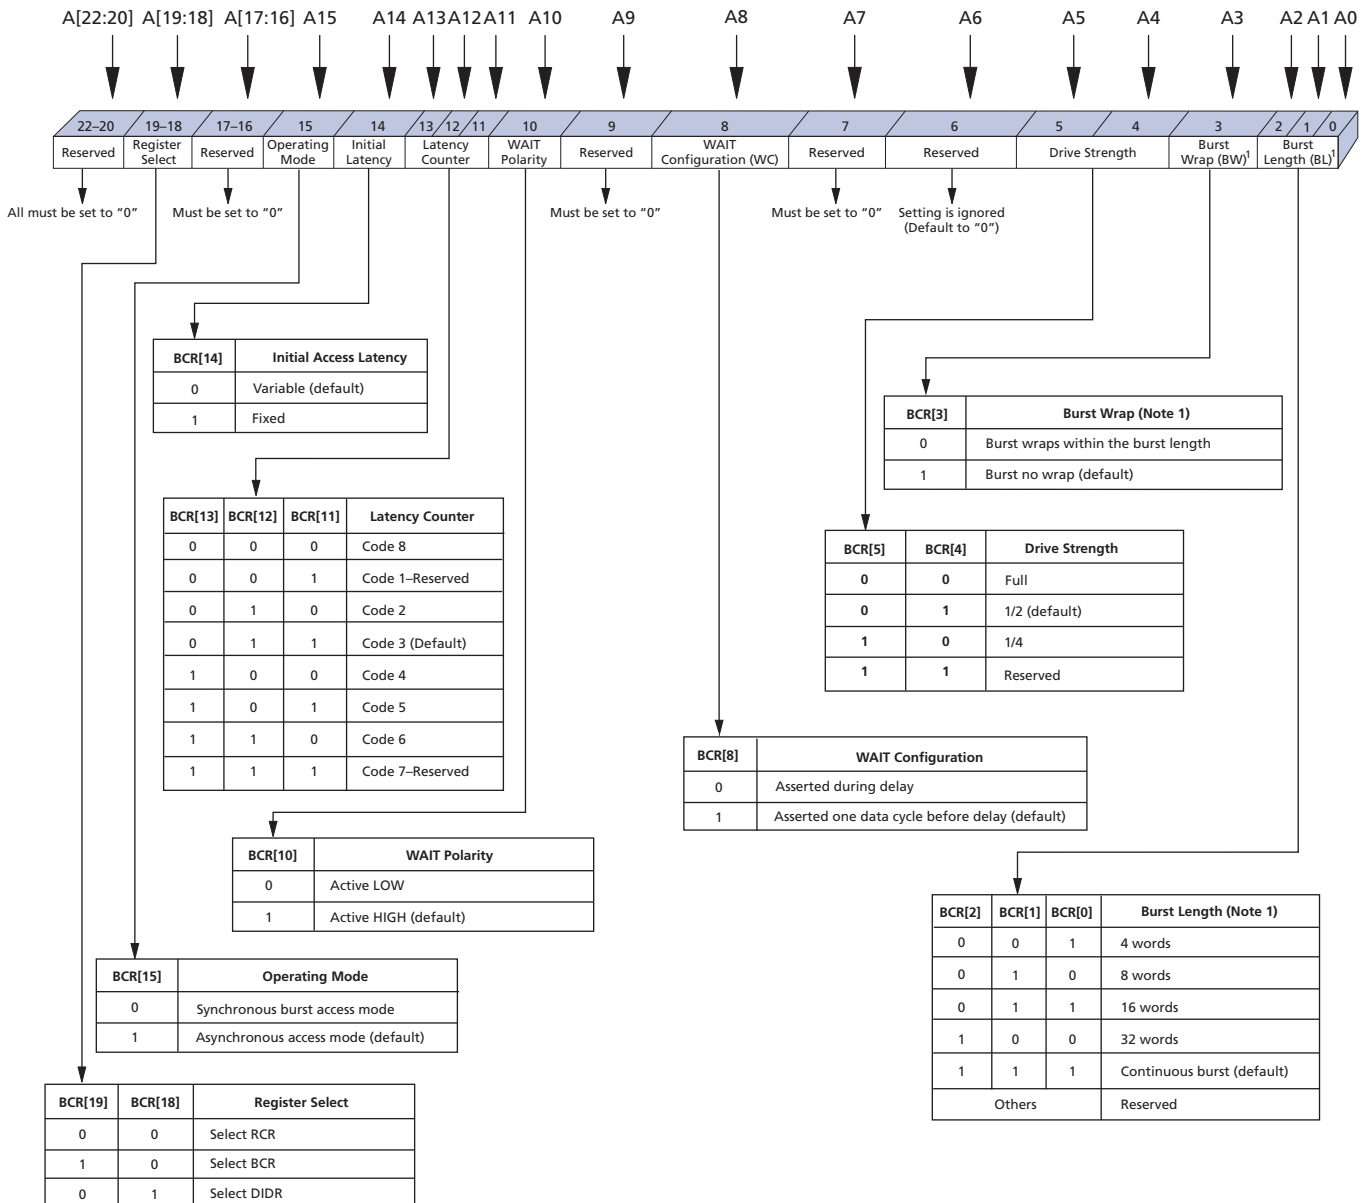 A[22:20] A[19:18] A[17:16] A15 A14 A13 A12 A11 A10 A9 A8 A7 A6 A5 A4 A3 A2 A1 A0
22–20 19–18 17–16 15 14 13 12 11 10 9 8 7 6 5 4 3 2 1 0
Reserved
Register
Select
Reserved
Operating
Mode
Initial
Latency
Latency
Counter
WAIT
Polarity
Reserved
WAIT
Configuration (WC)
Reserved
Reserved
Drive Strength
Burst
Wrap (BW)1
Burst
Length (BL)1
All must be set to “0”
Must be set to “0”
Must be set to “0”
Must be set to “0”
Setting is ignored
(Default to “0”)
BCR[14] Initial Access Latency
0 Variable (default)
1 Fixed
BCR[3] Burst Wrap (Note 1)
0 Burst wraps within the burst length
1 Burst no wrap (default)
BCR[13] BCR[12] BCR[11] Latency Counter
0 0 0 Code 8
0 0 1 Code 1–Reserved
0 1 0 Code 2
0 1 1 Code 3 (Default)
1 0 0 Code 4
1 0 1 Code 5
1 1 0 Code 6
1 1 1 Code 7–Reserved
BCR[5] BCR[4] Drive Strength
0 0 Full
0 1 1/2 (default)
1 0 1/4
1 1 Reserved
BCR[8] WAIT Configuration
0 Asserted during delay
1 Asserted one data cycle before delay (default)
BCR[10] WAIT Polarity
0 Active LOW
1 Active HIGH (default)
BCR[2] BCR[1] BCR[0] Burst Length (Note 1)
0 0 1 4 words
0 1 0 8 words
0 1 1 16 words
1 0 0 32 words
1 1 1 Continuous burst (default)
Others Reserved
BCR[15] Operating Mode
0 Synchronous burst access mode
1 Asynchronous access mode (default)
BCR[19] BCR[18] Register Select
0 0 Select RCR
1 0 Select BCR
0 1 Select DIDR